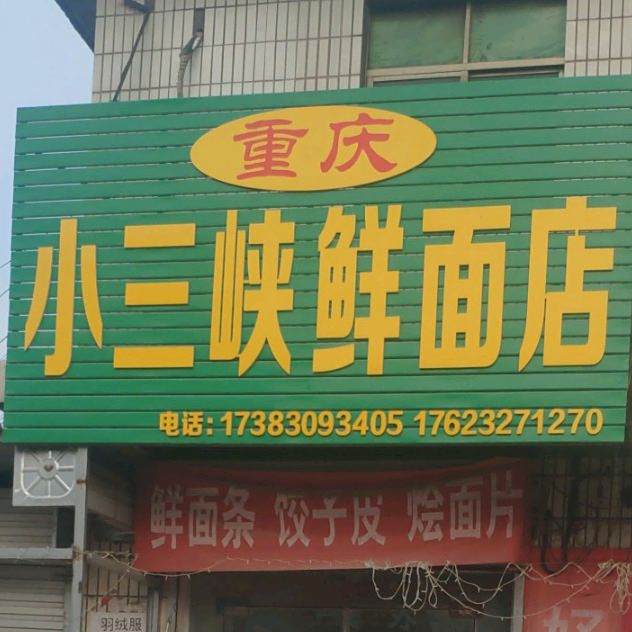 重庆
小三峡鲜面店
电话：17383093405 17623271270
鲜面条 饺子皮 烩面片
羽绒服